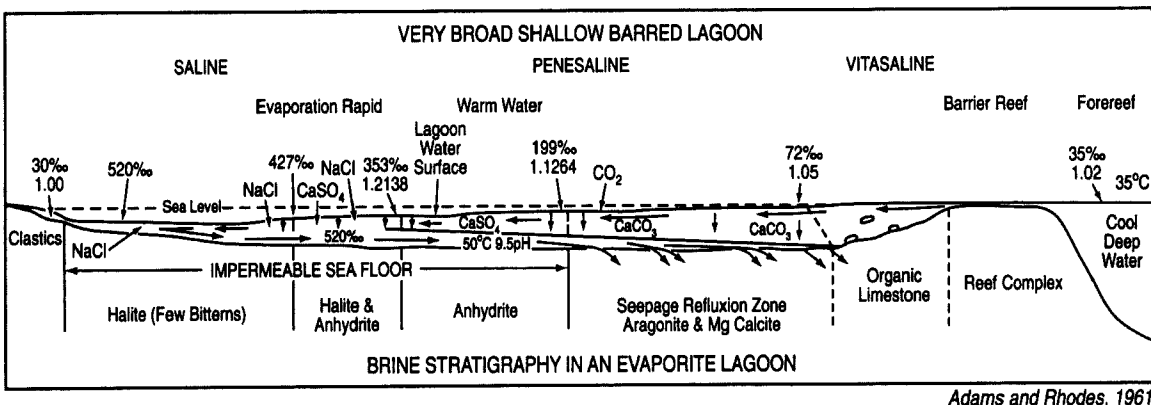 VERY BROAD SHALLOW BARRED LAGOON
SALINE PENESALINE VITASALINE
Evaporation Rapid Warm Water Barrier Reef Forereef
Lagoon
Water
Surface
30‰
1.00
520‰
427‰
NaCl
353‰
1.2138
199‰
1.1264
CO₂
72‰
1.05
35‰
1.02
35°C
NaCl
CaSO₄
Sea Level
Clastics
NaCl
520‰
CaSO₄
50°C 9.5pH
CaCO₃
CaCO₃
Cool
Deep
Water
IMPERMEABLE SEA FLOOR
Halite (Few Bitterns)
Halite &
Anhydrite
Anhydrite
Seepage Refluxion Zone
Aragonite & Mg Calcite
Organic
Limestone
Reef Complex
BRINE STRATIGRAPHY IN AN EVAPORITE LAGOON
Adams and Rhodes, 1961